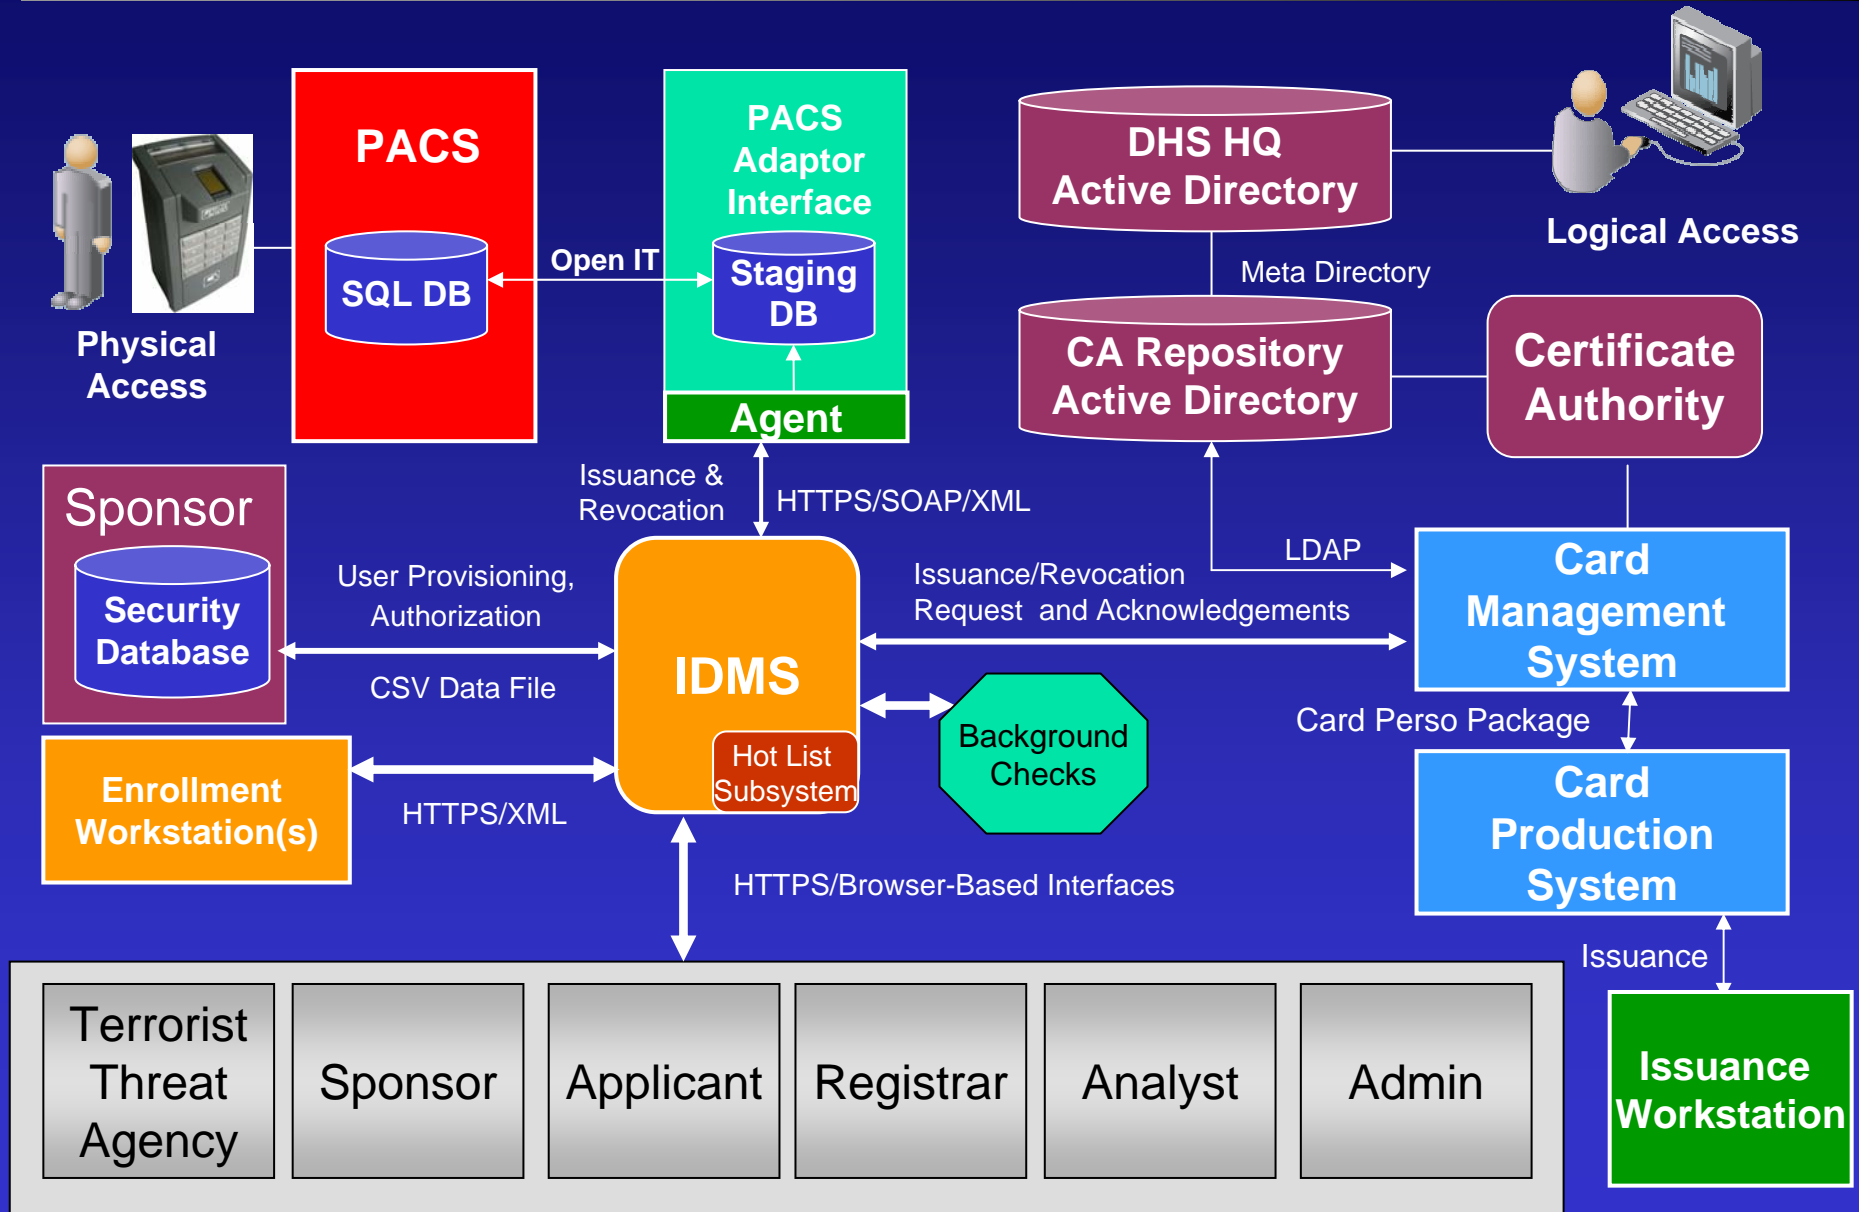 PACS
SQL DB
Physical
Access
Open IT
PACS
Adaptor
Interface
Staging
DB
Agent
DHS HQ
Active Directory
Logical Access
Meta Directory
CA Repository
Active Directory
Certificate
Authority
Sponsor
Security
Database
Issuance &
Revocation
HTTPS/SOAP/XML
User Provisioning,
Authorization
CSV Data File
IDMS
Hot List
Subsystem
LDAP
Issuance/Revocation
Request and Acknowledgements
Card
Management
System
Background
Checks
Card Perso Package
Enrollment
Workstation(s)
HTTPS/XML
Card
Production
System
HTTPS/Browser-Based Interfaces
Issuance
Terrorist
Threat
Agency
Sponsor
Applicant
Registrar
Analyst
Admin
Issuance
Workstation